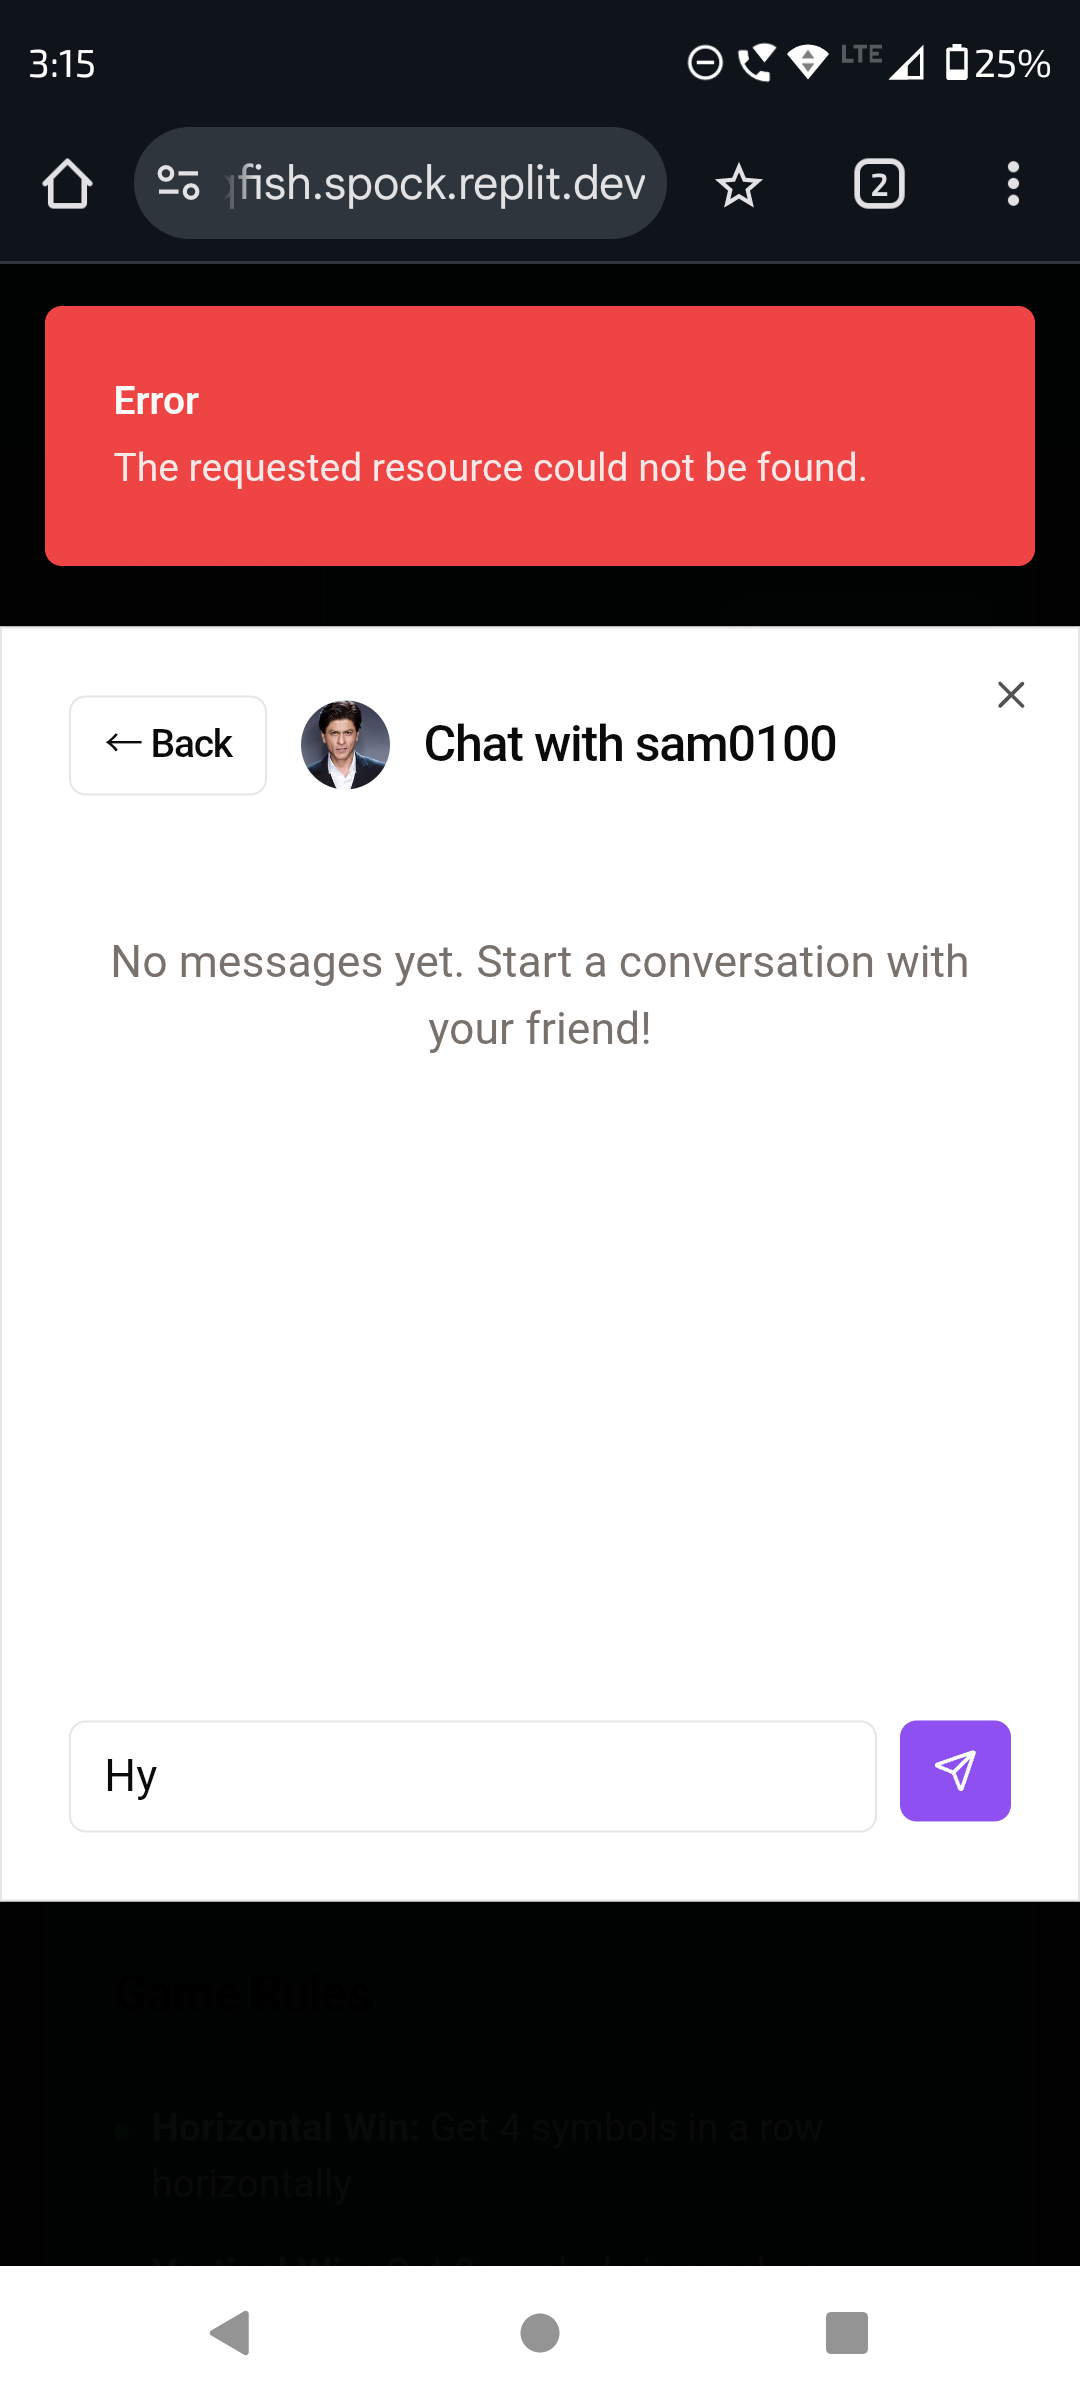 3:15
LTE
25%
fish.spock.replit.dev
2
Error
The requested resource could not be found.
← Back
Chat with sam0100
No messages yet. Start a conversation with
your friend!
Hy
Game Rules
Horizontal Win: Get 4 symbols in a row
horizontally